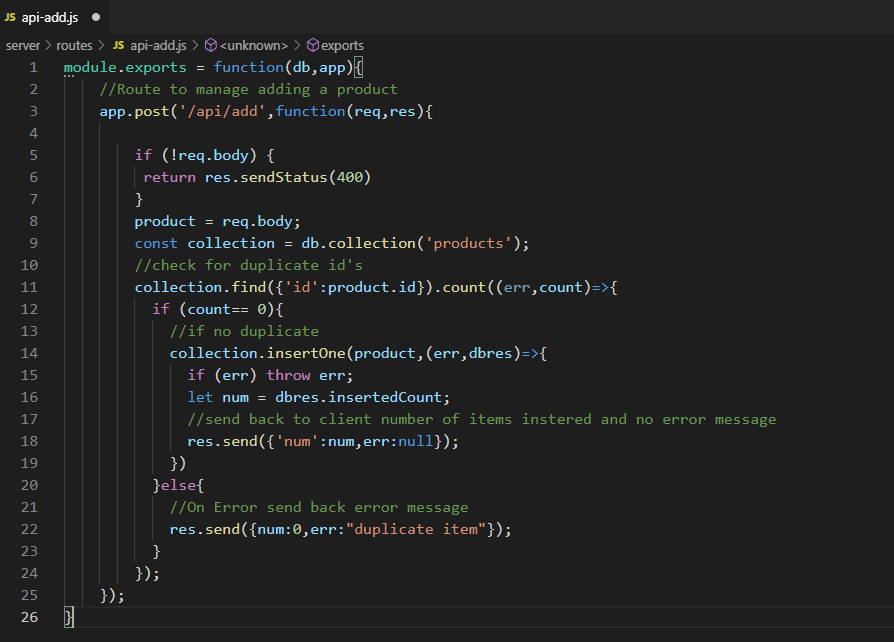 JS api-add.js ●
server > routes > JS api-add.js > <unknown> > exports
1 module.exports = function(db,app){
2     //Route to manage adding a product
3     app.post('/api/add',function(req,res){
4
5         if (!req.body) {
6          return res.sendStatus(400)
7         }
8         product = req.body;
9         const collection = db.collection('products');
10         //check for duplicate id's
11         collection.find({'id':product.id}).count((err,count)=>{
12           if (count== 0){
13             //if no duplicate
14             collection.insertOne(product,(err,dbres)=>{
15               if (err) throw err;
16               let num = dbres.insertedCount;
17               //send back to client number of items instered and no error message
18               res.send({'num':num,err:null});
19             })
20           }else{
21             //On Error send back error message
22             res.send({num:0,err:"duplicate item"});
23           }
24         });
25     });
26 }